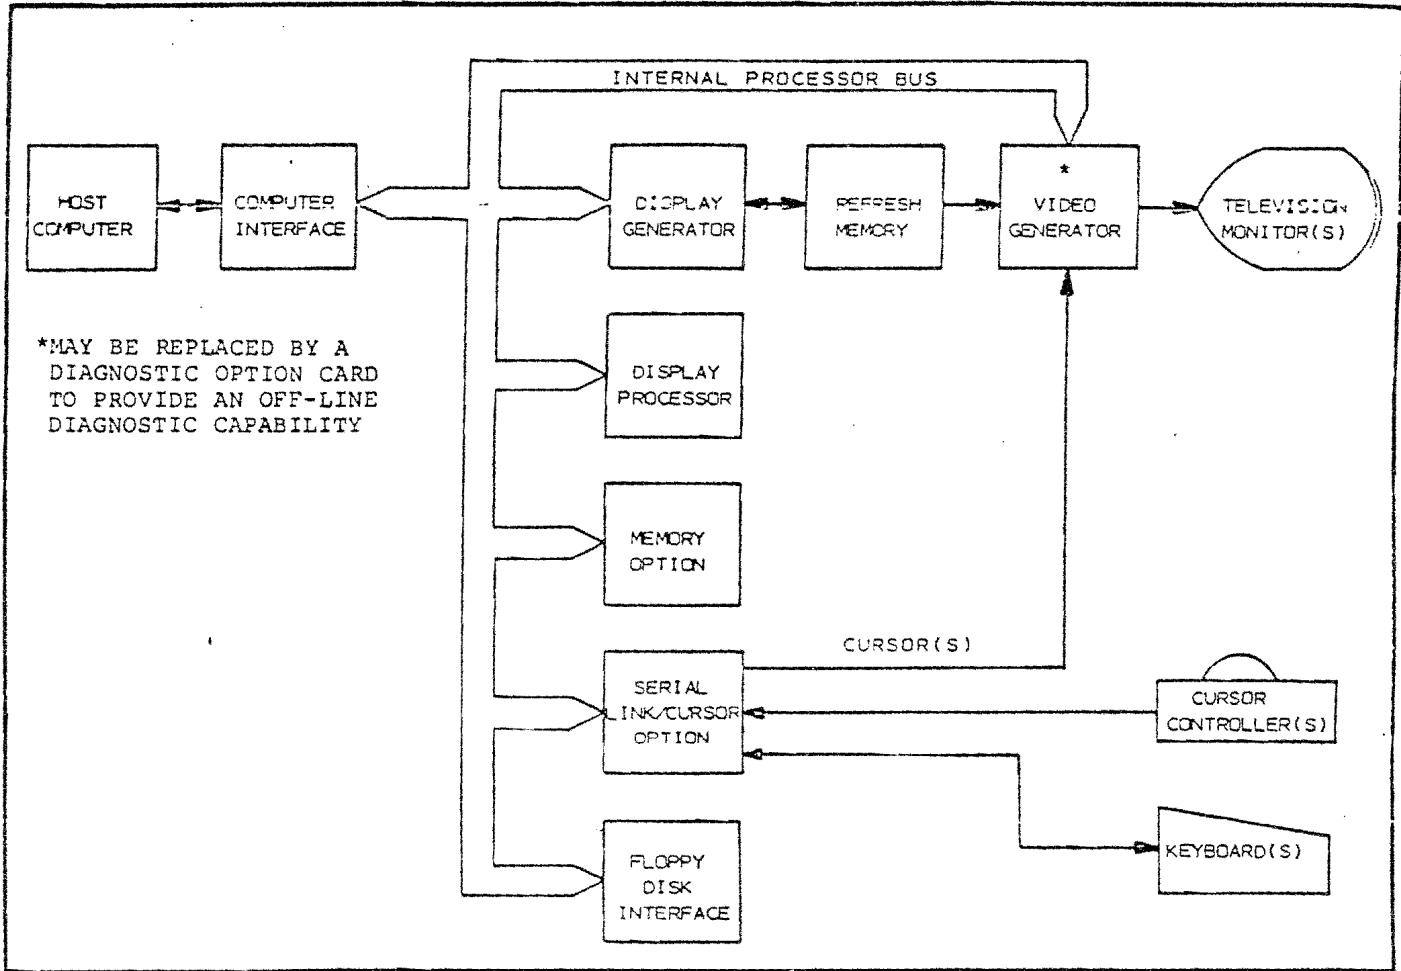 INTERNAL PROCESSOR BUS
HOST
COMPUTER
COMPUTER
INTERFACE
DISPLAY
GENERATOR
REFRESH
MEMORY
*
VIDEO
GENERATOR
TELEVISION
MONITOR(S)
*MAY BE REPLACED BY A
DIAGNOSTIC OPTION CARD
TO PROVIDE AN OFF-LINE
DIAGNOSTIC CAPABILITY
DISPLAY
PROCESSOR
MEMORY
OPTION
CURSOR(S)
SERIAL
LINK/CURSOR
OPTION
CURSOR
CONTROLLER(S)
KEYBOARD(S)
FLOPPY
DISK
INTERFACE